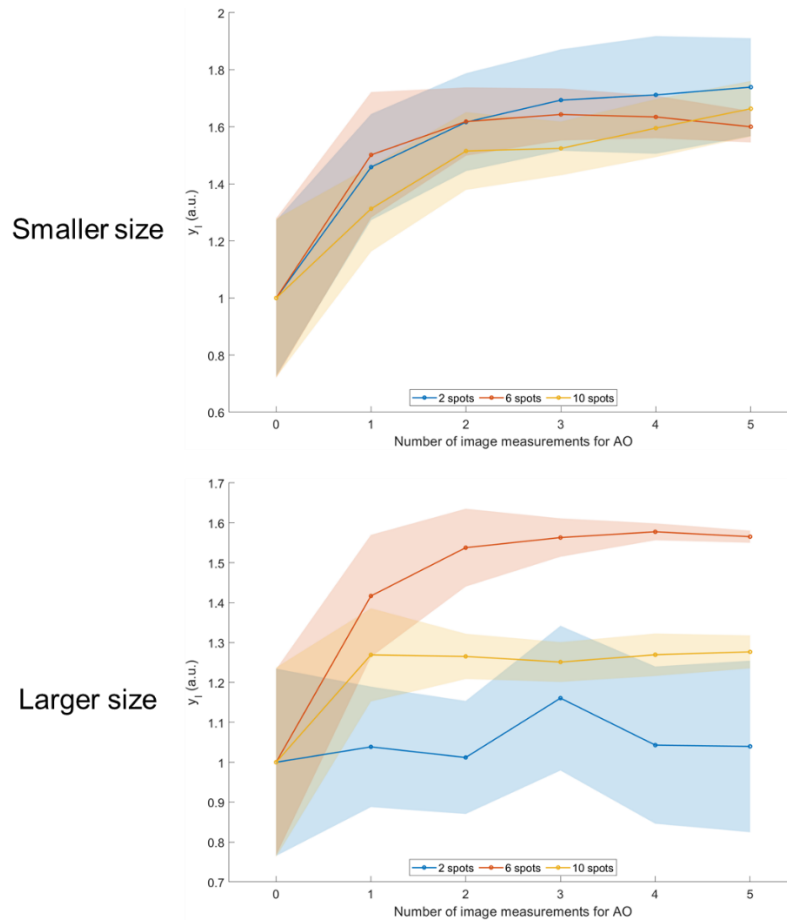 Smaller size
y_I (a.u.)
2
1.8
1.6
1.4
1.2
1
0.8
0.6
2 spots 6 spots 10 spots
0 1 2 3 4 5
Number of image measurements for AO
Larger size
y_I (a.u.)
1.7
1.6
1.5
1.4
1.3
1.2
1.1
1
0.9
0.8
0.7
2 spots 6 spots 10 spots
0 1 2 3 4 5
Number of image measurements for AO